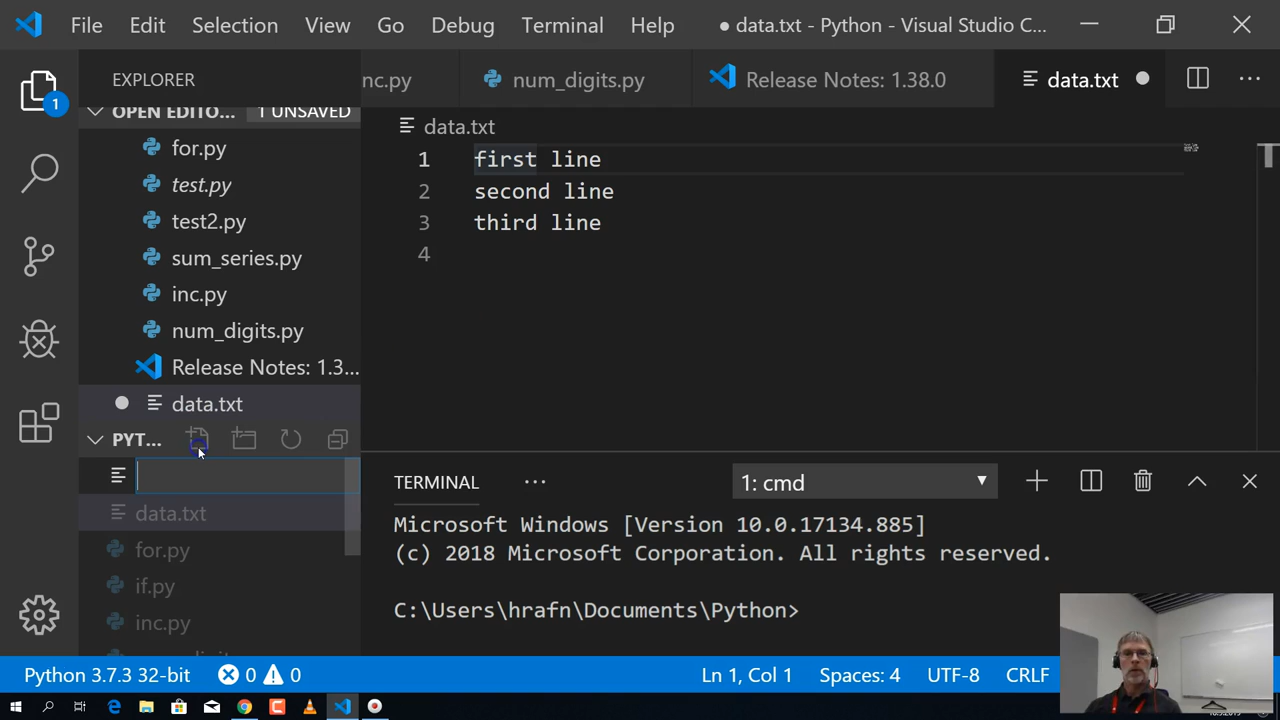 File Edit Selection View Go Debug Terminal Help ● data.txt - Python - Visual Studio C...
EXPLORER
nc.py num_digits.py Release Notes: 1.38.0 data.txt
OPEN EDITO... 1 UNSAVED
for.py
test.py
test2.py
sum_series.py
inc.py
num_digits.py
Release Notes: 1.3...
data.txt
PYT...
data.txt
for.py
if.py
inc.py
data.txt
1 first line
2 second line
3 third line
4
TERMINAL ... 1: cmd
Microsoft Windows [Version 10.0.17134.885]
(c) 2018 Microsoft Corporation. All rights reserved.
C:\Users\hrafn\Documents\Python>
1
Python 3.7.3 32-bit 0 0 Ln 1, Col 1 Spaces: 4 UTF-8 CRLF